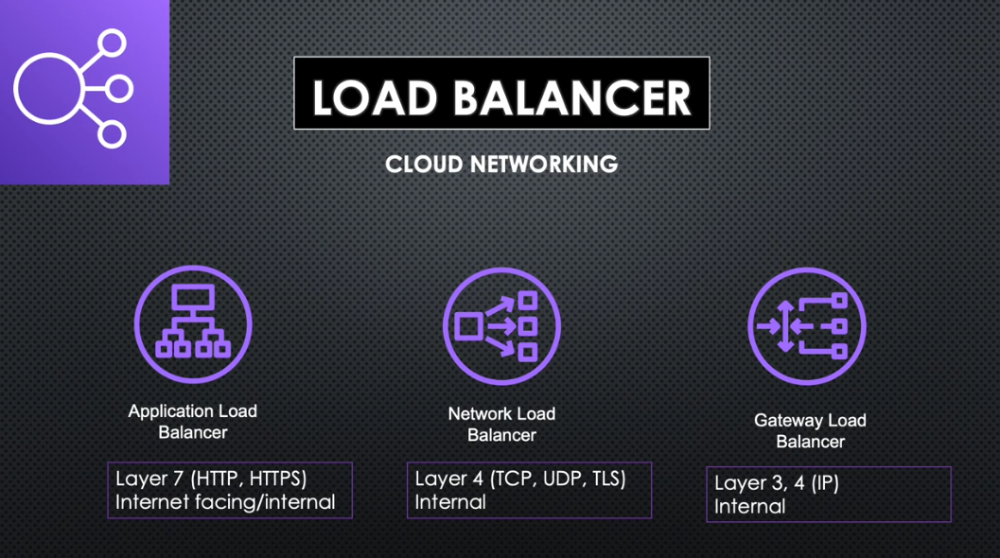 LOAD BALANCER
CLOUD NETWORKING
Application Load
Balancer
Layer 7 (HTTP, HTTPS)
Internet facing/internal
Network Load
Balancer
Layer 4 (TCP, UDP, TLS)
Internal
Gateway Load
Balancer
Layer 3, 4 (IP)
Internal